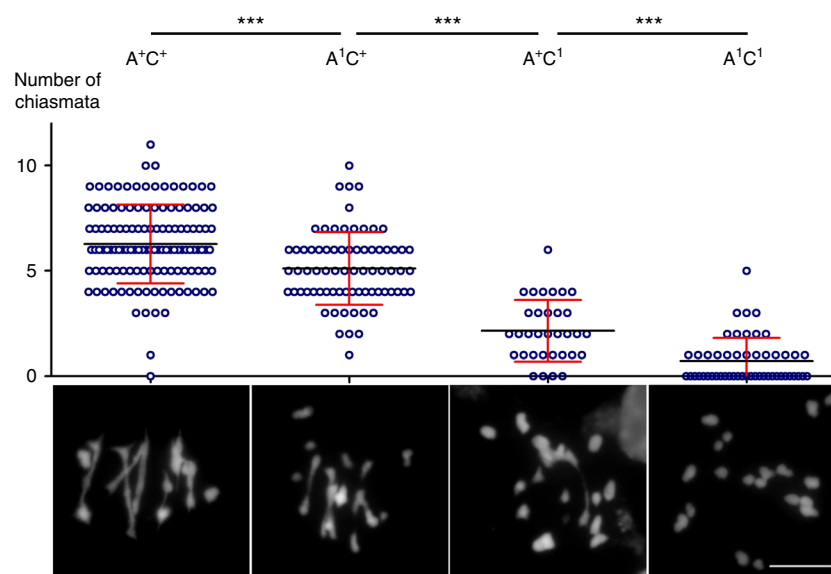 *** *** ***
A⁺C⁺ A¹C⁺ A⁺C¹ A¹C¹
Number of
chiasmata
10
5
0